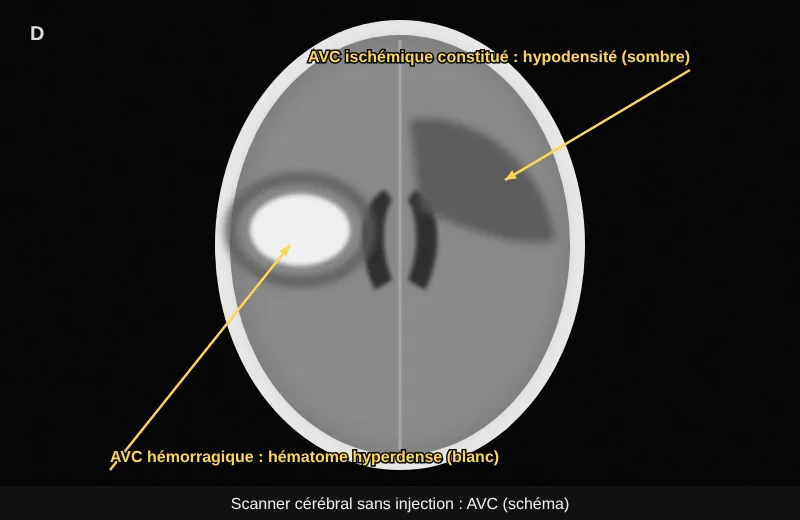 D
AVC ischémique constitué : hypodensité (sombre)
AVC hémorragique : hématome hyperdense (blanc)
Scanner cérébral sans injection : AVC (schéma)